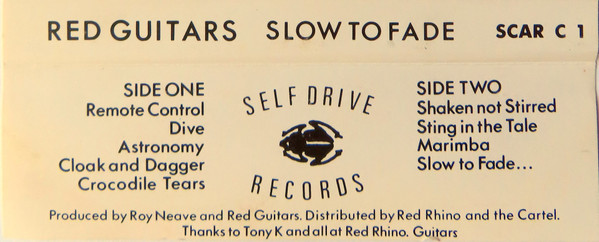 RED GUITARS SLOW TO FADE SCAR C 1
SIDE ONE
Remote Control
Dive
Astronomy
Cloak and Dagger
Crocodile Tears
SELF DRIVE
RECORDS
SIDE TWO
Shaken not Stirred
Sting in the Tale
Marimba
Slow to Fade...
Produced by Roy Neave and Red Guitars. Distributed by Red Rhino and the Cartel.
Thanks to Tony K and all at Red Rhino. Guitars